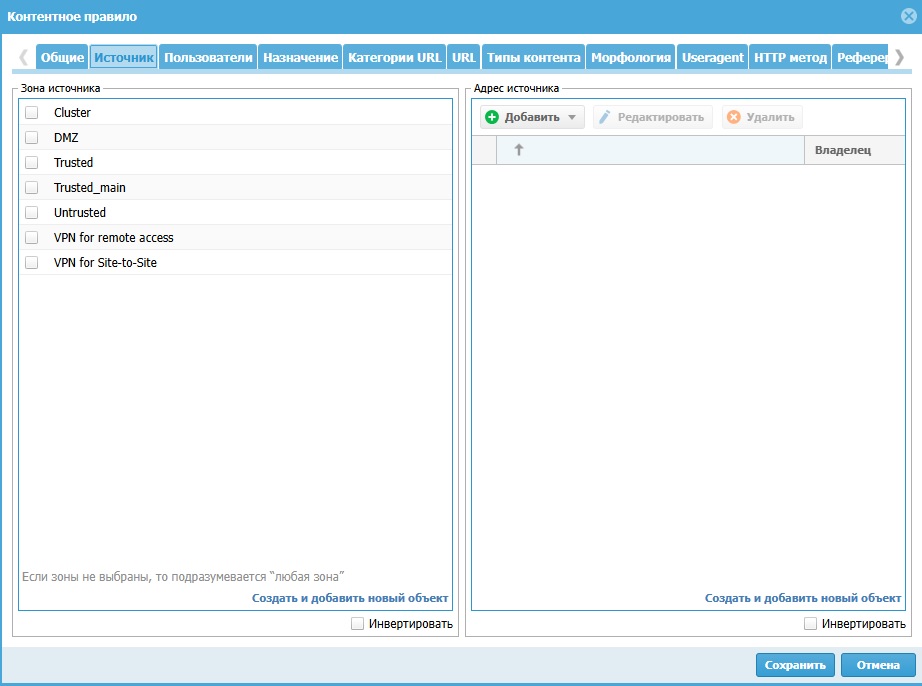 Контентное правило
Общие Источник Пользователи Назначение Категории URL URL Типы контента Морфология Useragent HTTP метод
Зона источника
Cluster
DMZ
Trusted
Trusted_main
Untrusted
VPN for remote access
VPN for Site-to-Site
Если зоны не выбраны, то подразумевается “любая зона”
Создать и добавить новый объект
Инвертировать
Адрес источника
Добавить Редактировать Удалить
Владелец
Создать и добавить новый объект
Инвертировать
Сохранить Отмена